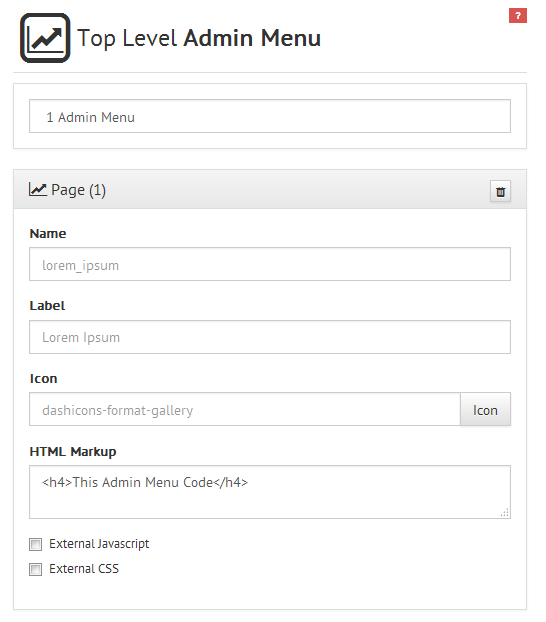 ?
Top Level Admin Menu
1 Admin Menu
Page (1)
Name
lorem_ipsum
Label
Lorem Ipsum
Icon
dashicons-format-gallery
Icon
HTML Markup
<h4>This Admin Menu Code</h4>
External Javascript
External CSS